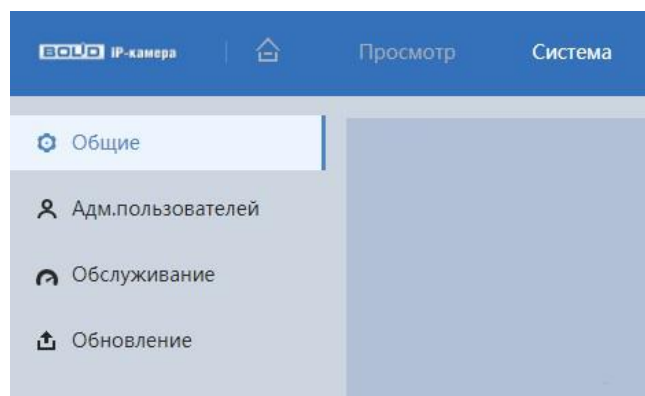 BOLID IP-камера
Просмотр
Система
Общие
Адм.пользователей
Обслуживание
Обновление